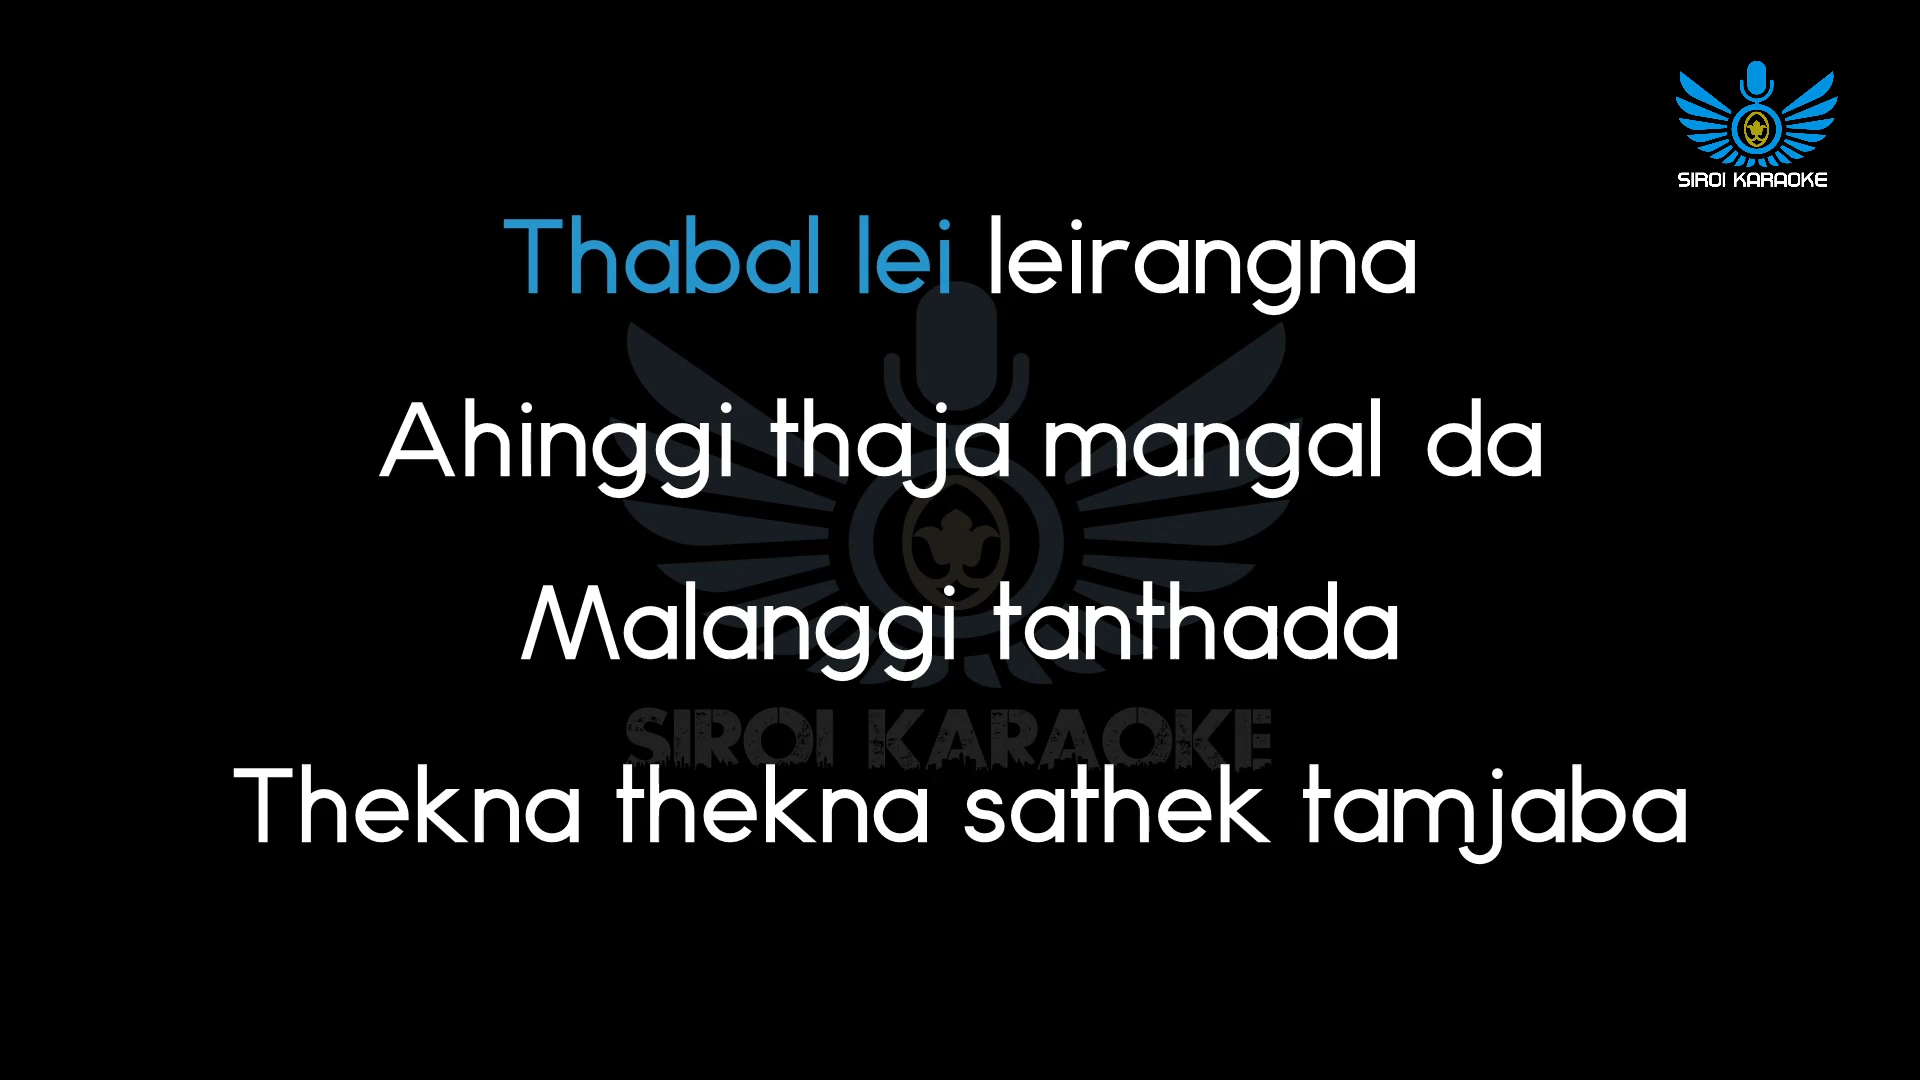 SIROI KARAOKE
Thabal lei leirangna
Ahinggi thaja mangal da
Malanggi tanthada
SIROI KARAOKE
Thekna thekna sathek tamjaba